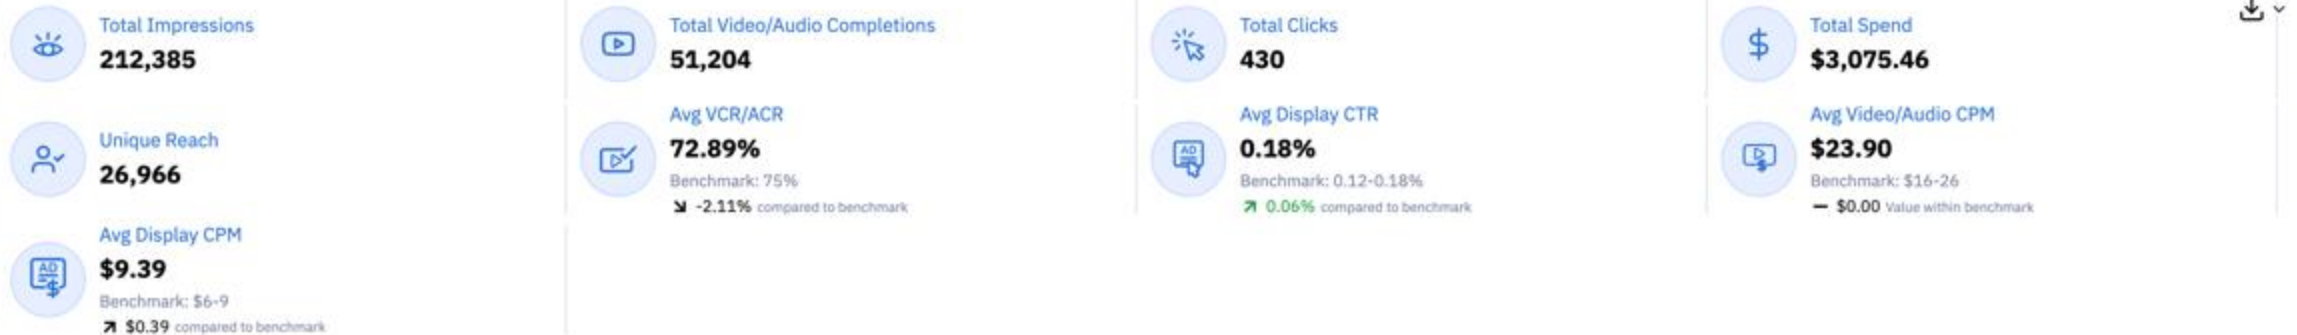 Total Impressions
212,385
Total Video/Audio Completions
51,204
Total Clicks
430
Total Spend
$3,075.46
Unique Reach
26,966
Avg VCR/ACR
72.89%
Benchmark: 75%
-2.11% compared to benchmark
Avg Display CTR
0.18%
Benchmark: 0.12-0.18%
0.06% compared to benchmark
Avg Video/Audio CPM
$23.90
Benchmark: $16-26
$0.00 Value within benchmark
Avg Display CPM
$9.39
Benchmark: $6-9
$0.39 compared to benchmark